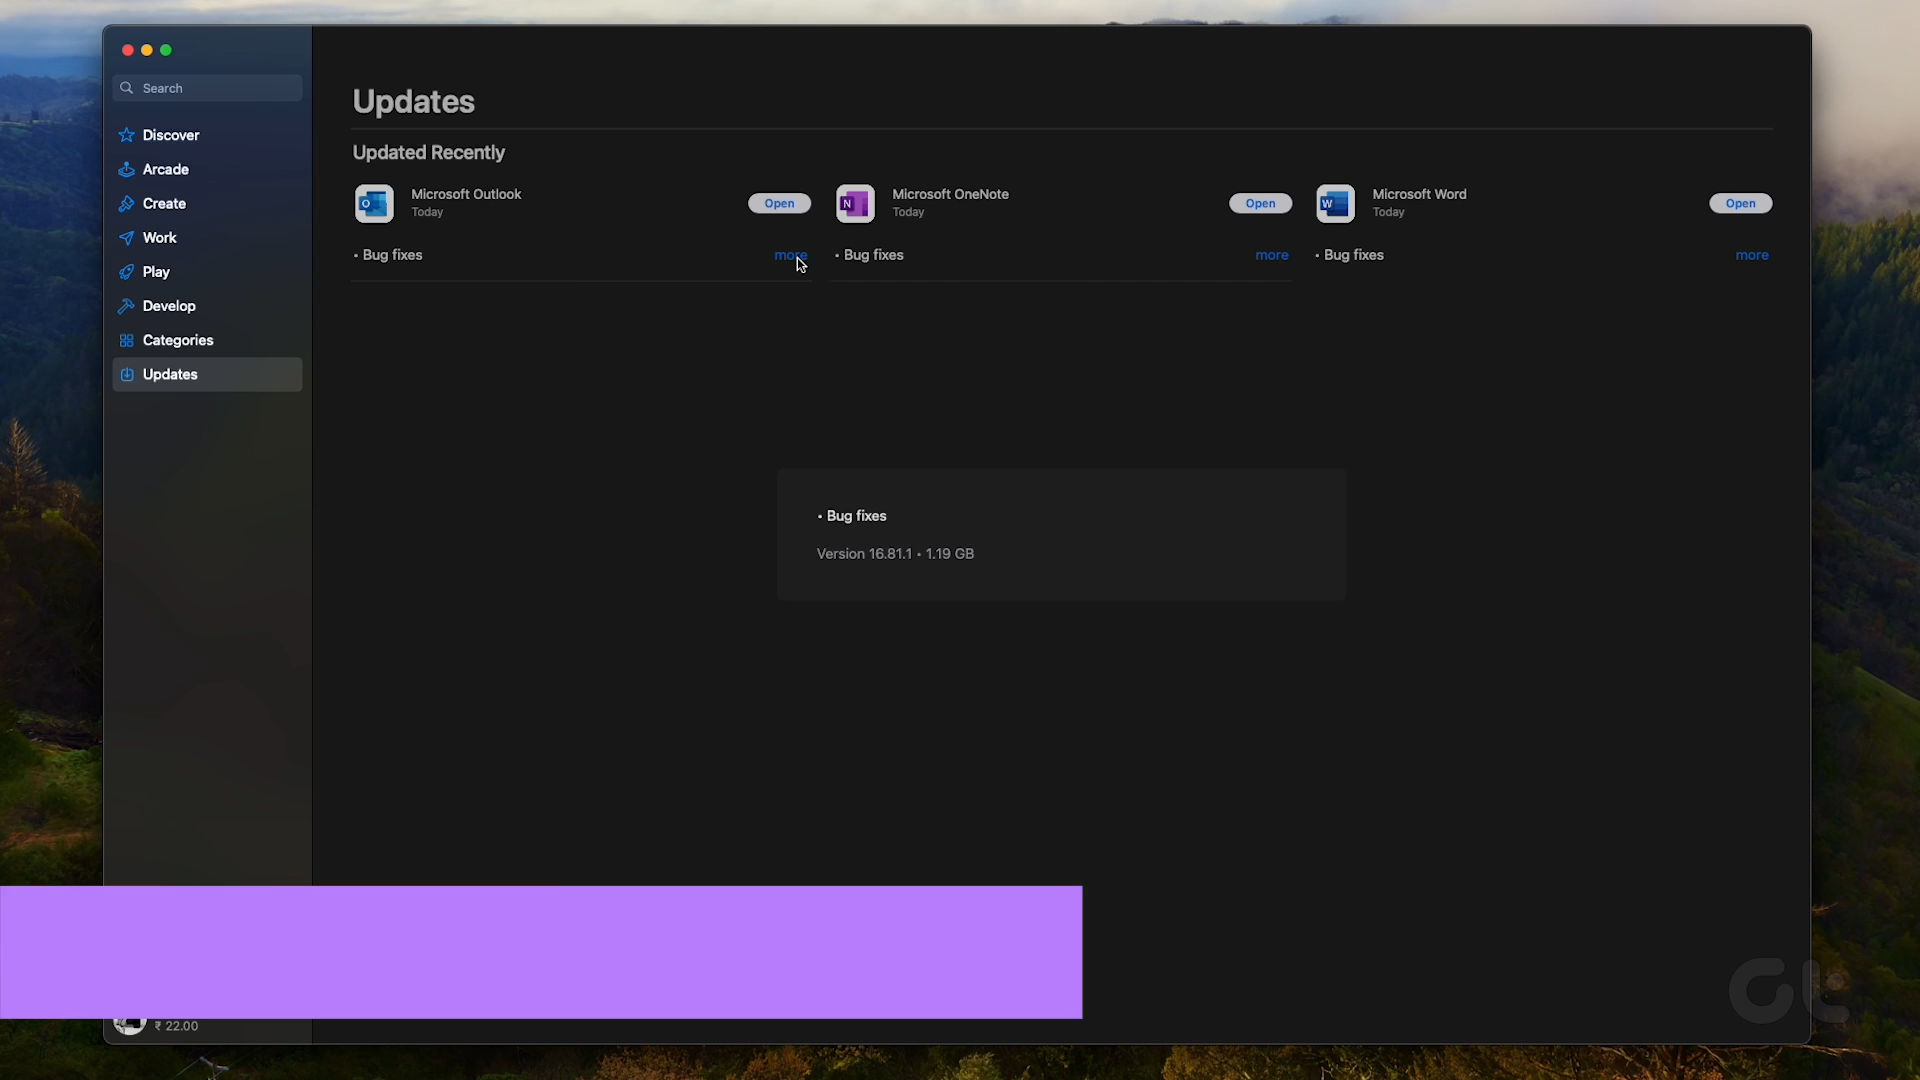 Search
Discover
Arcade
Create
Work
Play
Develop
Categories
Updates
₹ 22.00
Updates
Updated Recently
Microsoft Outlook
Today
Open
• Bug fixes
more
Microsoft OneNote
Today
Open
• Bug fixes
more
Microsoft Word
Today
Open
• Bug fixes
more
• Bug fixes
Version 16.81.1 • 1.19 GB
Gt